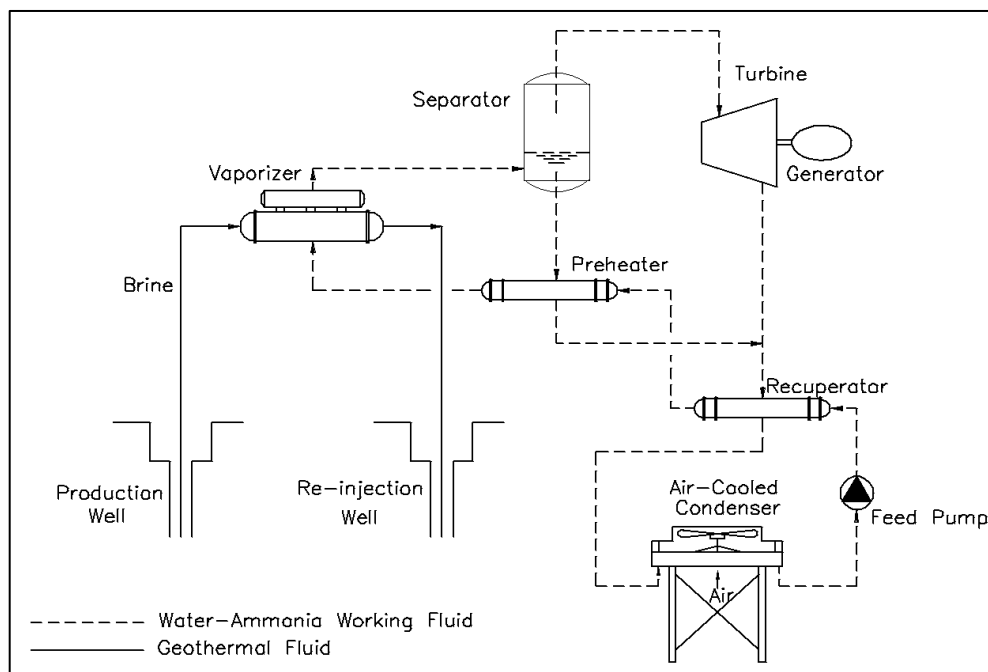 Turbine
Separator
Generator
Vaporizer
Preheater
Brine
Recuperator
Production
Well
Re-injection
Well
Air-Cooled
Condenser
Feed Pump
Air
Water-Ammania Working Fluid
Geothermal Fluid